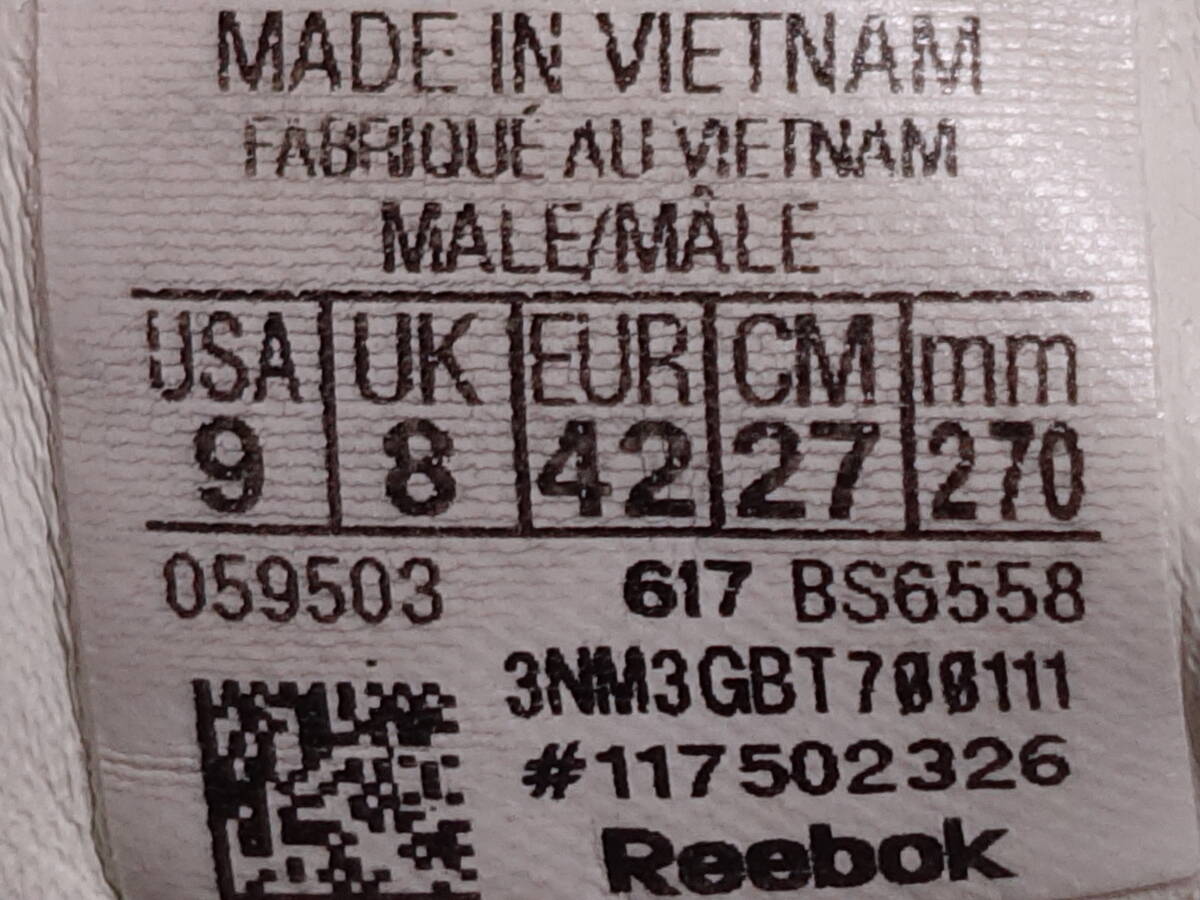 MADE IN VIETNAM
FABRIQUÉ AU VIETNAM
MALE/MÂLE
USA UK EUR CM mm
9 8 42 27 270
059503 617 BS6558
3NM3GBT700111
#117502326
Reebok